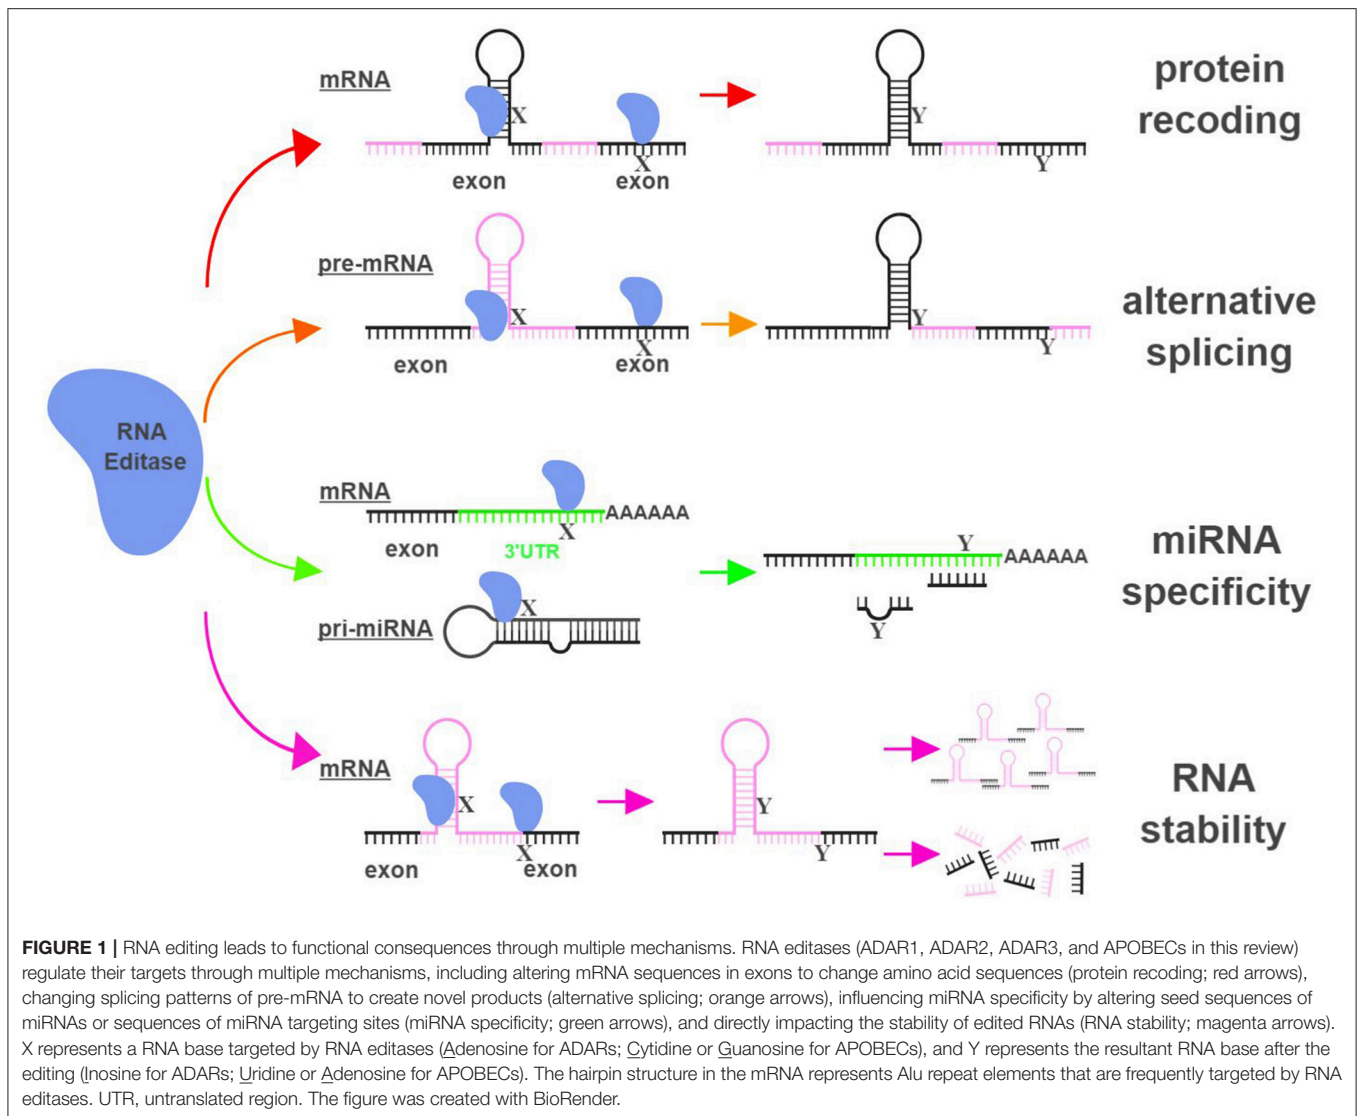 mRNA
X
X
exon
exon
Y
Y
protein
recoding
pre-mRNA
X
X
exon
exon
Y
Y
alternative
splicing
RNA
Editase
mRNA
X
AAAAAA
exon
3'UTR
X
pri-miRNA
Y
AAAAAA
Y
miRNA
specificity
mRNA
X
X
exon
exon
Y
Y
RNA
stability
FIGURE 1 | RNA editing leads to functional consequences through multiple mechanisms. RNA editases (ADAR1, ADAR2, ADAR3, and APOBECs in this review)
regulate their targets through multiple mechanisms, including altering mRNA sequences in exons to change amino acid sequences (protein recoding; red arrows),
changing splicing patterns of pre-mRNA to create novel products (alternative splicing; orange arrows), influencing miRNA specificity by altering seed sequences of
miRNAs or sequences of miRNA targeting sites (miRNA specificity; green arrows), and directly impacting the stability of edited RNAs (RNA stability; magenta arrows).
X represents a RNA base targeted by RNA editases (Adenosine for ADARs; Cytidine or Guanosine for APOBECs), and Y represents the resultant RNA base after the
editing (Inosine for ADARs; Uridine or Adenosine for APOBECs). The hairpin structure in the mRNA represents Alu repeat elements that are frequently targeted by RNA
editases. UTR, untranslated region. The figure was created with BioRender.